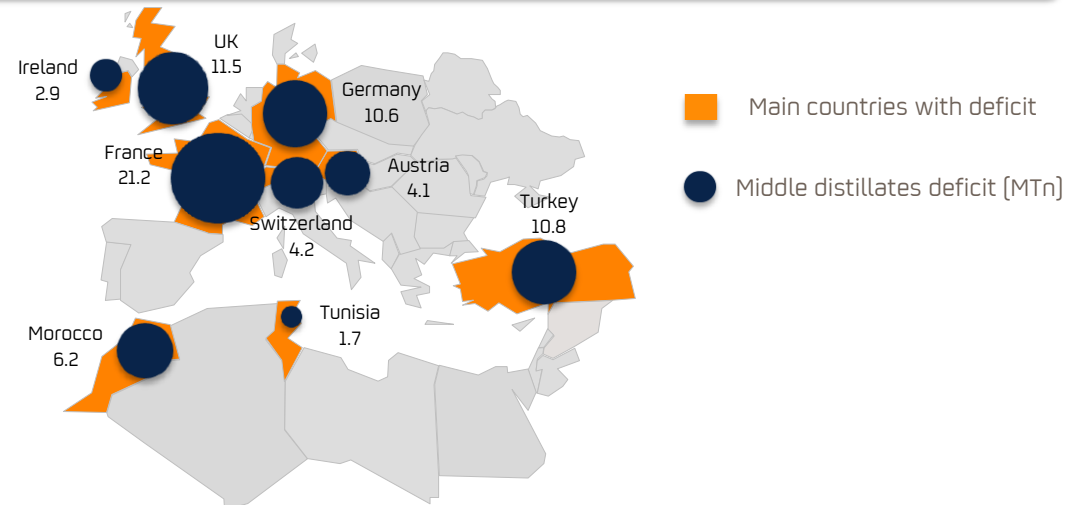 UK
11.5
Ireland
2.9
Germany
10.6
France
21.2
Austria
4.1
Switzerland
4.2
Turkey
10.8
Tunisia
1.7
Morocco
6.2
Main countries with deficit
Middle distillates deficit (MTn)